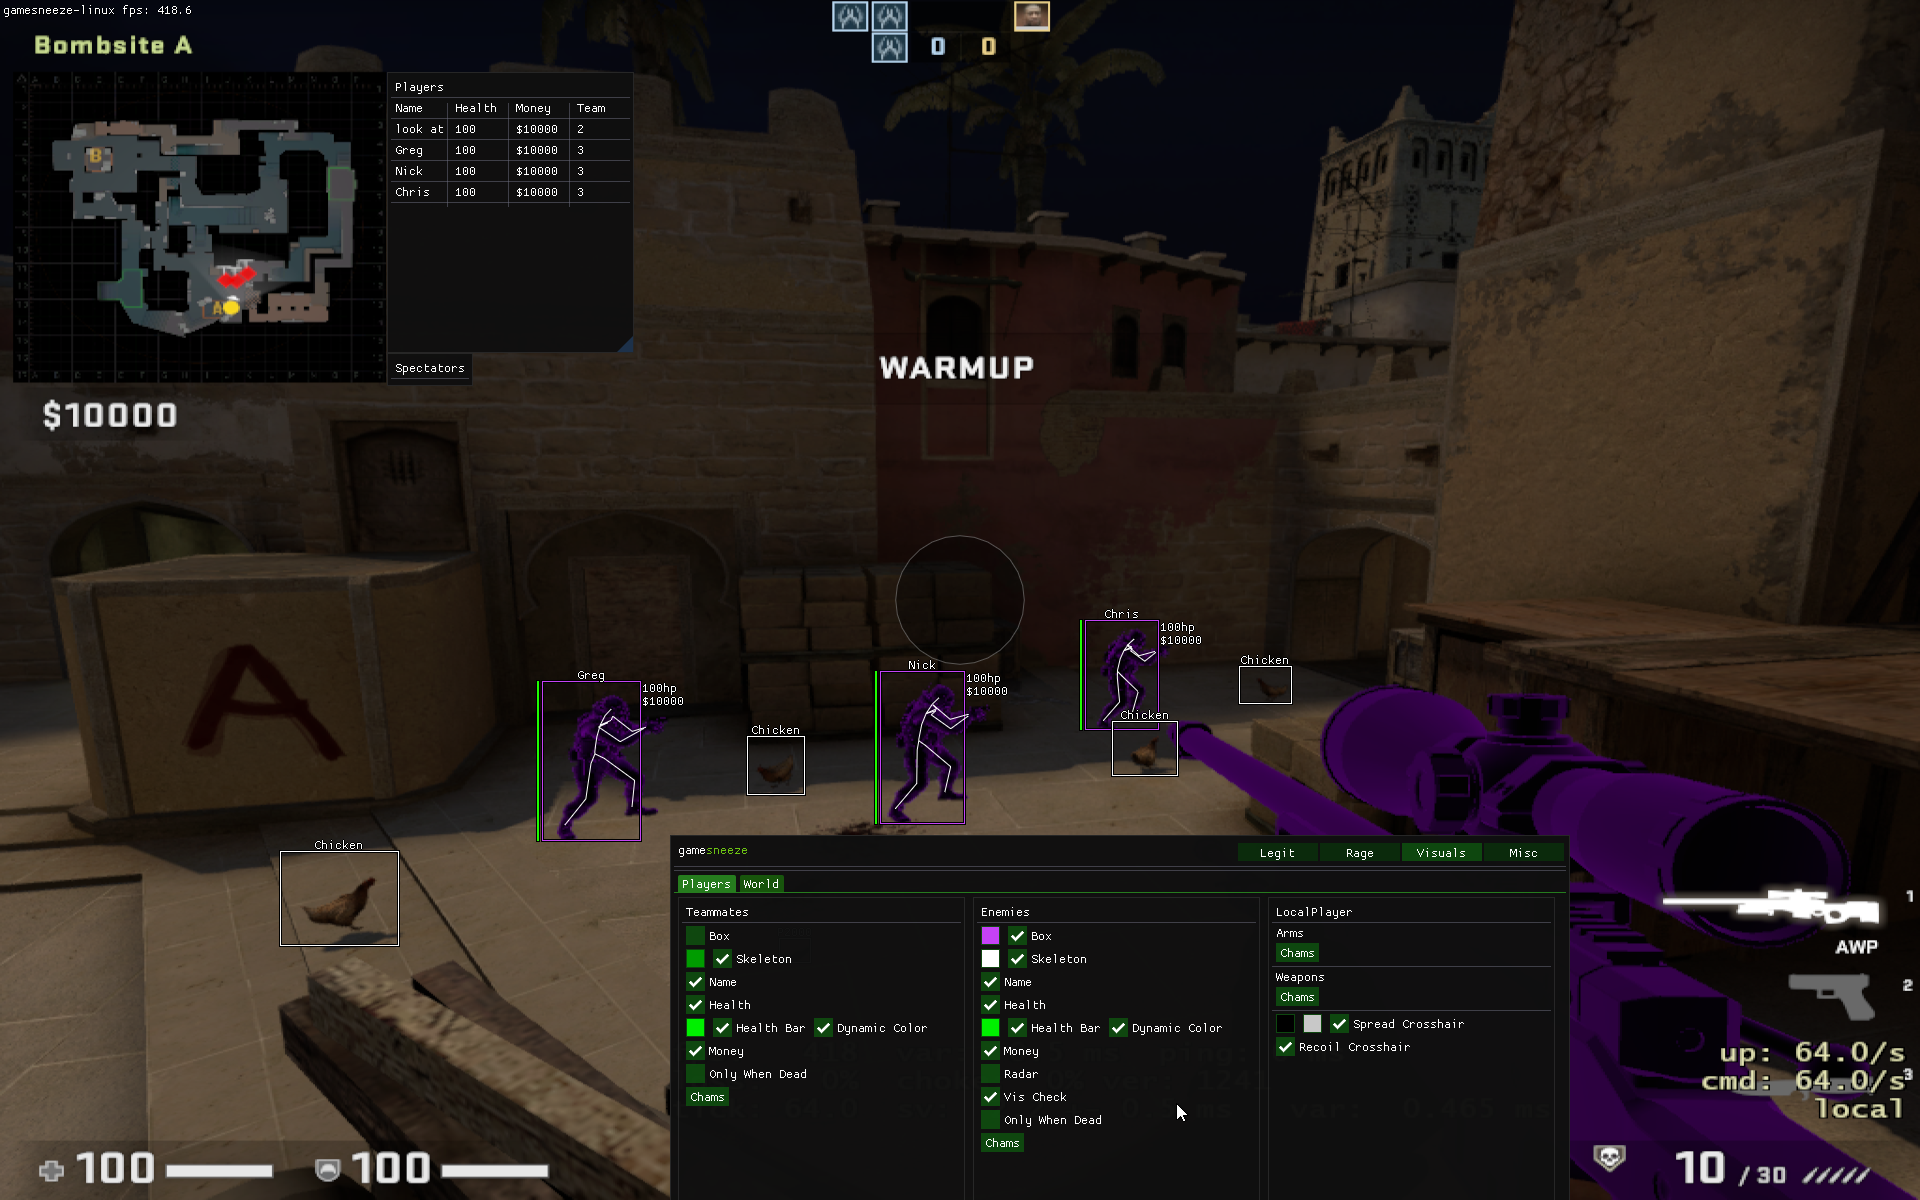 gamesneeze-linux fps: 418.6
Bombsite A
0 0
Players
Name Health Money Team
look at 100 $10000 2
Greg 100 $10000 3
Nick 100 $10000 3
Chris 100 $10000 3
B
A
Spectators
WARMUP
$10000
A
Chris
100hp
$10000
Chicken
Nick
100hp
$10000
Greg
100hp
$10000
Chicken
Chicken
Chicken
gamesneeze
Legit Rage Visuals Misc
Players World
Teammates
Box
Skeleton
Name
Health
Health Bar Dynamic Color
Money
Only When Dead
Chams
Enemies
Box
Skeleton
Name
Health
Health Bar Dynamic Color
Money
Radar
Vis Check
Only When Dead
Chams
LocalPlayer
Arms
Chams
Weapons
Chams
Spread Crosshair
Recoil Crosshair
1
AWP
2
3
up: 64.0/s
cmd: 64.0/s
local
100 100
10 / 30